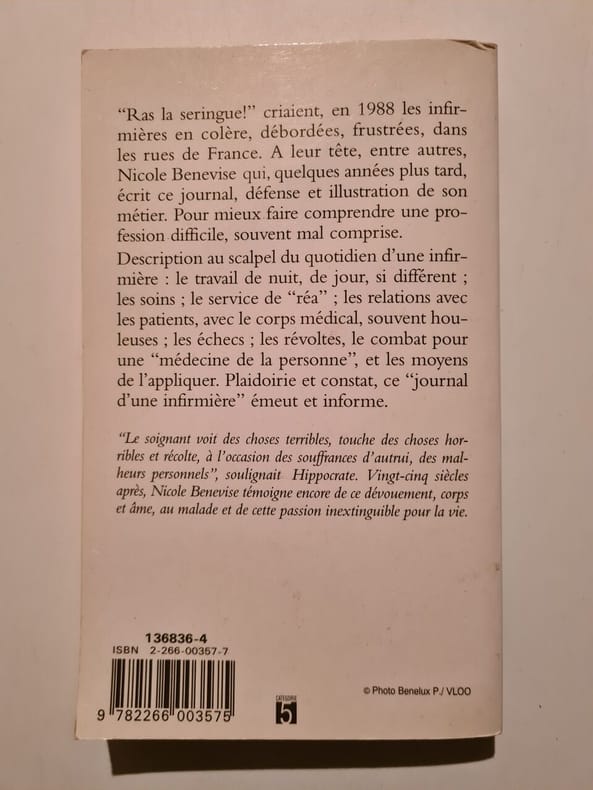 “Ras la seringue!” criaient, en 1988 les infir-
mières en colère, débordées, frustrées, dans
les rues de France. A leur tête, entre autres,
Nicole Benevise qui, quelques années plus tard,
écrit ce journal, défense et illustration de son
métier. Pour mieux faire comprendre une pro-
fession difficile, souvent mal comprise.
Description au scalpel du quotidien d’une infir-
mière : le travail de nuit, de jour, si différent ;
les soins ; le service de “réa” ; les relations avec
les patients, avec le corps médical, souvent hou-
leuses ; les échecs ; les révoltes, le combat pour
une “médecine de la personne”, et les moyens
de l’appliquer. Plaidoirie et constat, ce “journal
d’une infirmière” émeut et informe.
“Le soignant voit des choses terribles, touche des choses hor-
ribles et récolte, à l’occasion des souffrances d’autrui, des mal-
heurs personnels”, soulignait Hippocrate. Vingt-cinq siècles
après, Nicole Benevise témoigne encore de ce dévouement, corps
et âme, au malade et de cette passion inextinguible pour la vie.
136836-4
ISBN 2-266-00357-7
9 782266 003575
CATEGORIE
5
© Photo Benelux P./ VLOO